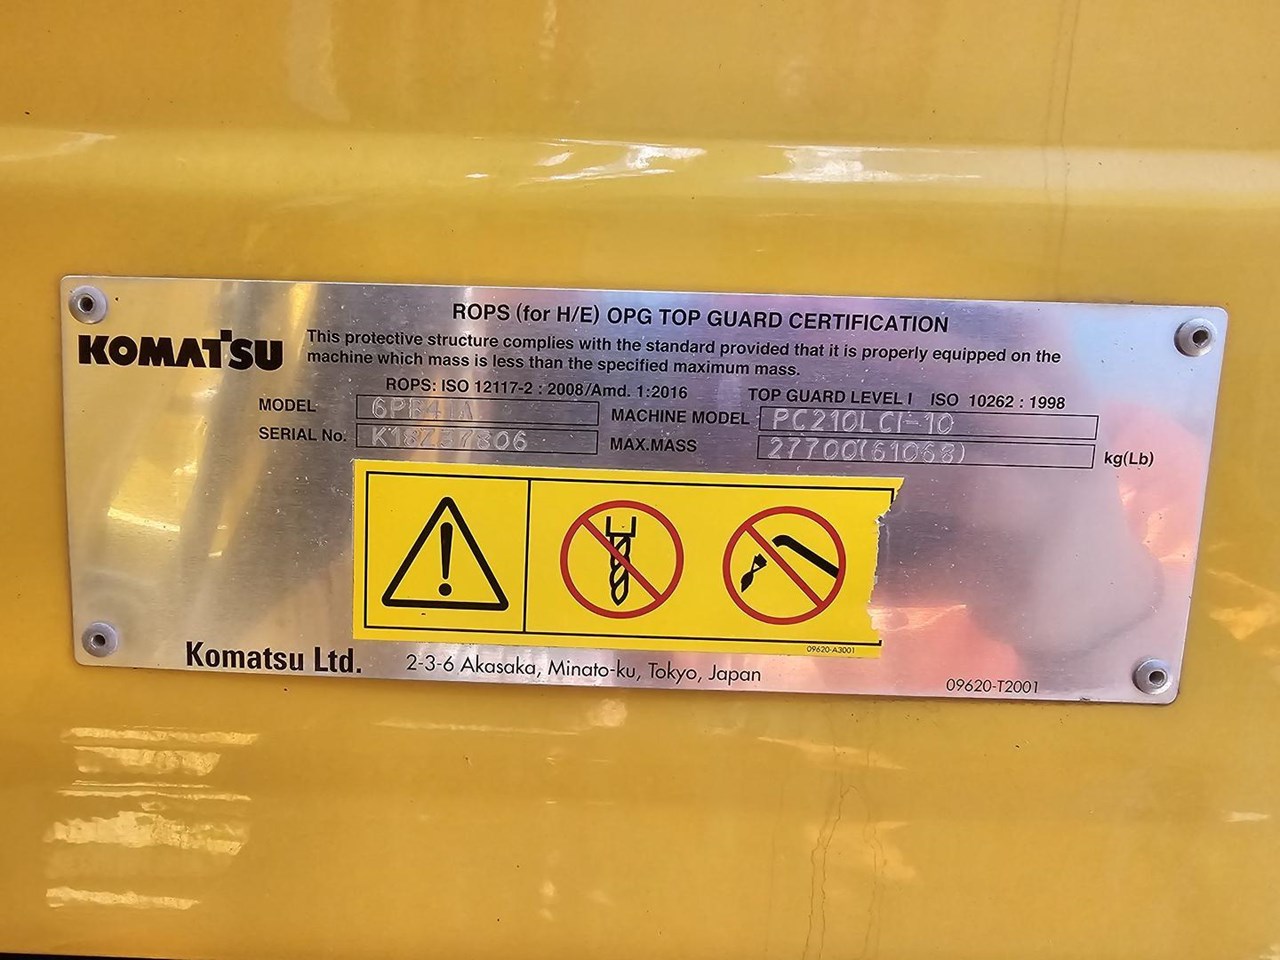 ROPS (for H/E) OPG TOP GUARD CERTIFICATION
KOMATSU
This protective structure complies with the standard provided that it is properly equipped on the
machine which mass is less than the specified maximum mass.
ROPS: ISO 12117-2 : 2008/Amd. 1:2016 TOP GUARD LEVEL I ISO 10262 : 1998
MODEL MACHINE MODEL PC210LCI-10
SERIAL No: MAX.MASS 27700(61068) kg(Lb)
09620-A3001
Komatsu Ltd. 2-3-6 Akasaka, Minato-ku, Tokyo, Japan
09620-T2001